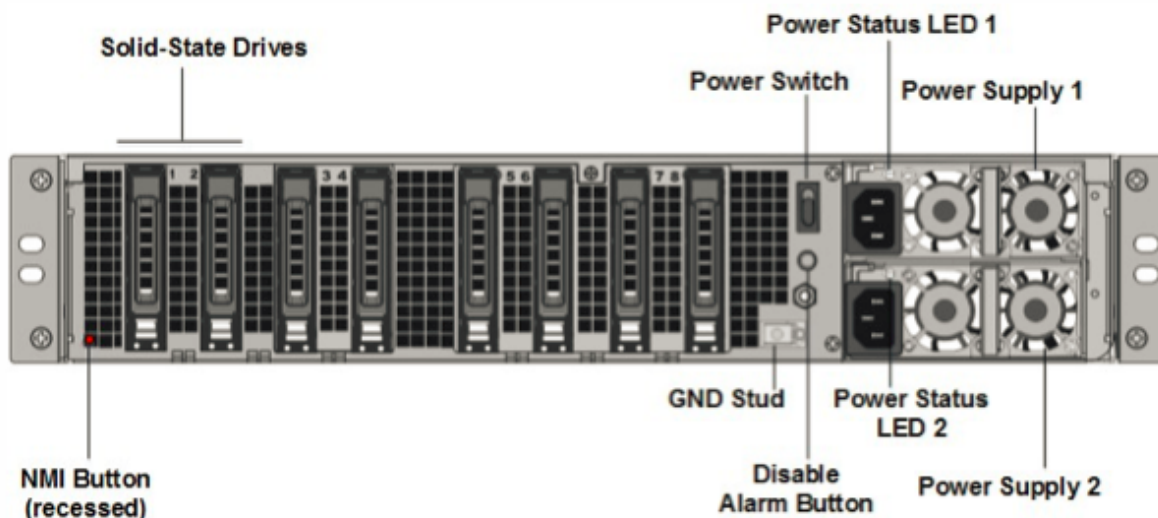 Power Status LED 1
Solid-State Drives
Power Switch
Power Supply 1
1 2
3 4
5 6
7 8
GND Stud
Power Status
LED 2
NMI Button
(recessed)
Disable
Alarm Button
Power Supply 2